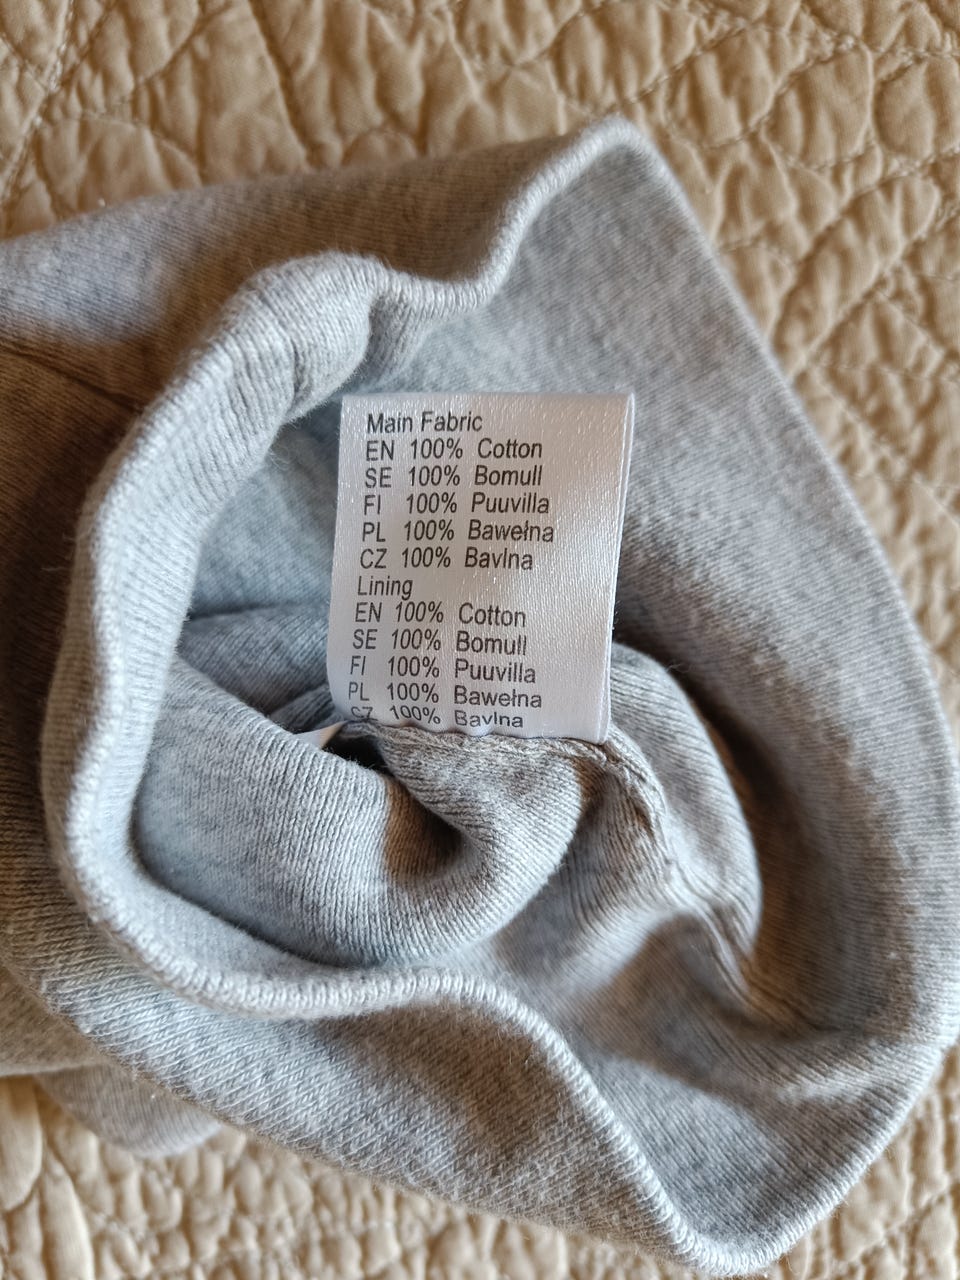 Main Fabric
EN 100% Cotton
SE 100% Bomull
FI 100% Puuvilla
PL 100% Bawełna
CZ 100% Bavlna
Lining
EN 100% Cotton
SE 100% Bomull
FI 100% Puuvilla
PL 100% Bawełna
CZ 100% Bavlna